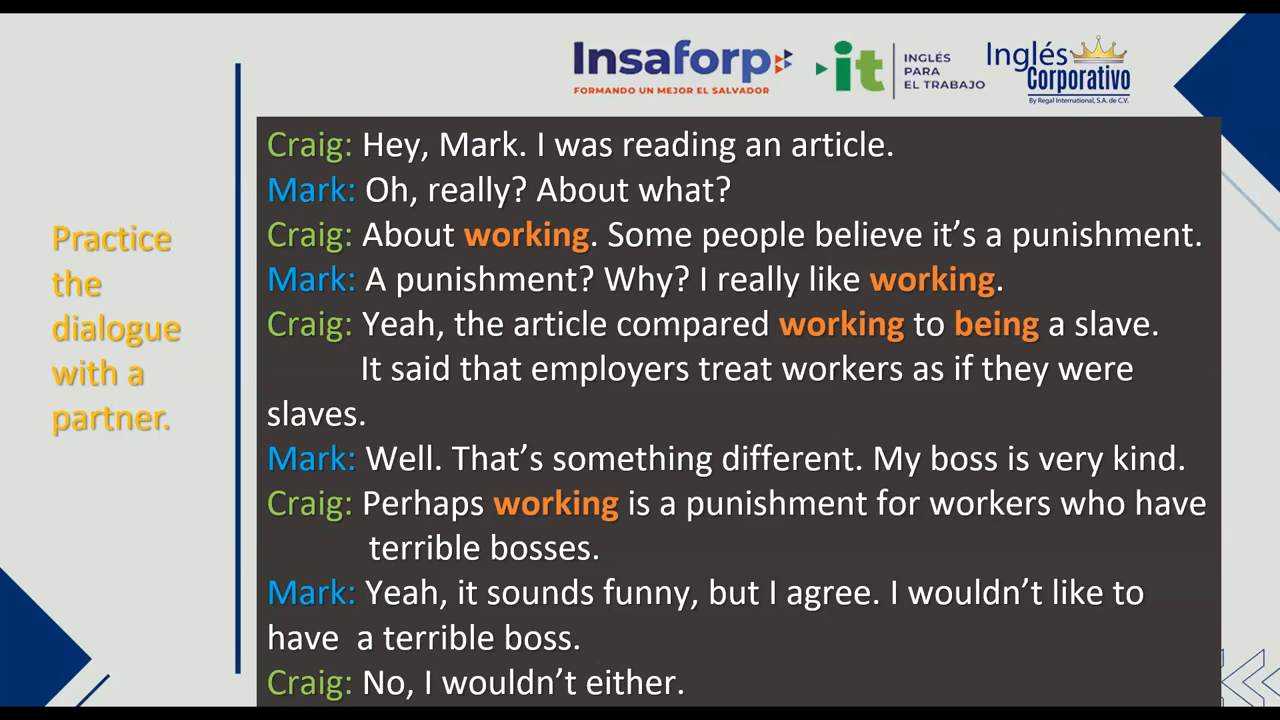 Insaforp
FORMANDO UN MEJOR EL SALVADOR
it
INGLÉS
PARA
EL TRABAJO
Inglés
Corporativo
By Regal International, S.A. de C.V.
Practice
the
dialogue
with a
partner.
Craig: Hey, Mark. I was reading an article.
Mark: Oh, really? About what?
Craig: About working. Some people believe it’s a punishment.
Mark: A punishment? Why? I really like working.
Craig: Yeah, the article compared working to being a slave.
It said that employers treat workers as if they were
slaves.
Mark: Well. That’s something different. My boss is very kind.
Craig: Perhaps working is a punishment for workers who have
terrible bosses.
Mark: Yeah, it sounds funny, but I agree. I wouldn’t like to
have  a terrible boss.
Craig: No, I wouldn’t either.